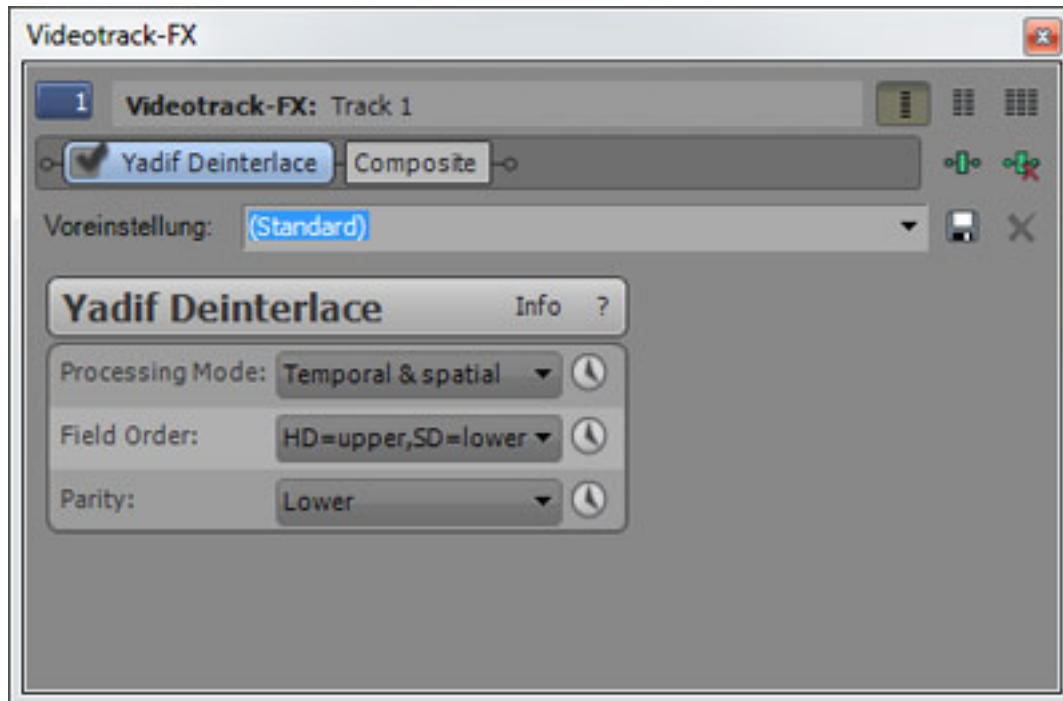 Videotrack-FX
1 Videotrack-FX: Track 1
Yadif Deinterlace Composite
Voreinstellung: (Standard)
Yadif Deinterlace Info ?
Processing Mode: Temporal & spatial
Field Order: HD=upper,SD=lower
Parity: Lower